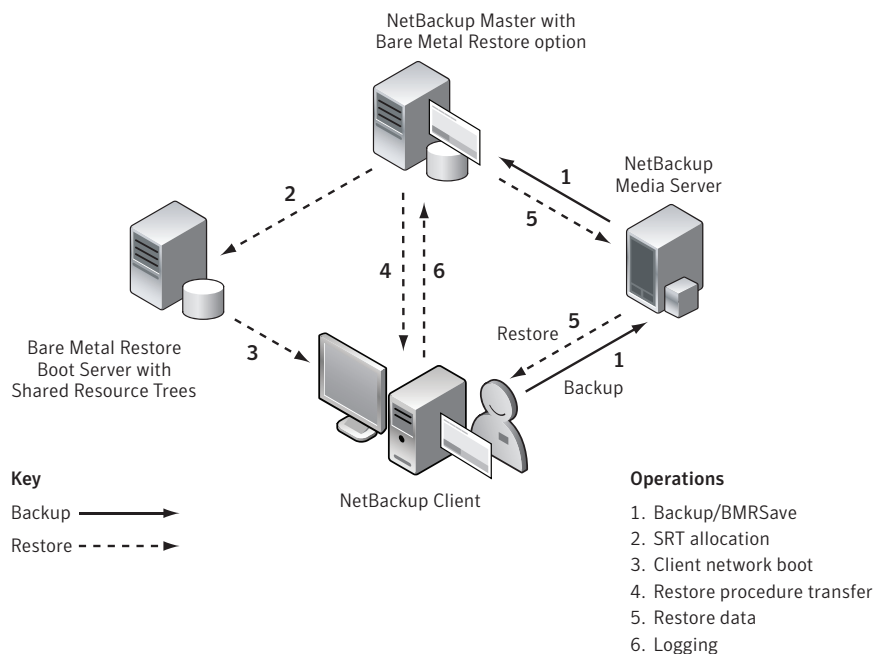 NetBackup Master with
Bare Metal Restore option
NetBackup
Media Server
1
2
5
4
6
3
Restore
5
1
Backup
Bare Metal Restore
Boot Server with
Shared Resource Trees
NetBackup Client
Key
Backup
Restore
Operations
1. Backup/BMRSave
2. SRT allocation
3. Client network boot
4. Restore procedure transfer
5. Restore data
6. Logging